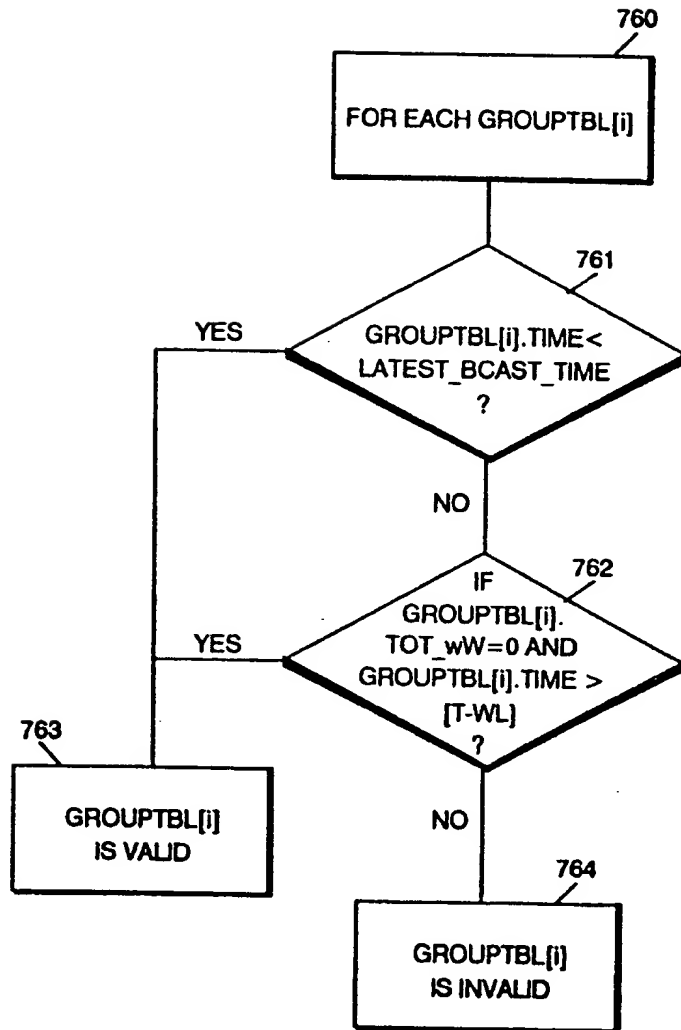 760
FOR EACH GROUPTBL[i]
761
YES
GROUPTBL[i].TIME<
LATEST_BCAST_TIME
?
NO
762
IF
GROUPTBL[i].
TOT_wW=0 AND
GROUPTBL[i].TIME >
[T-WL]
?
YES
763
GROUPTBL[i]
IS VALID
NO
764
GROUPTBL[i]
IS INVALID